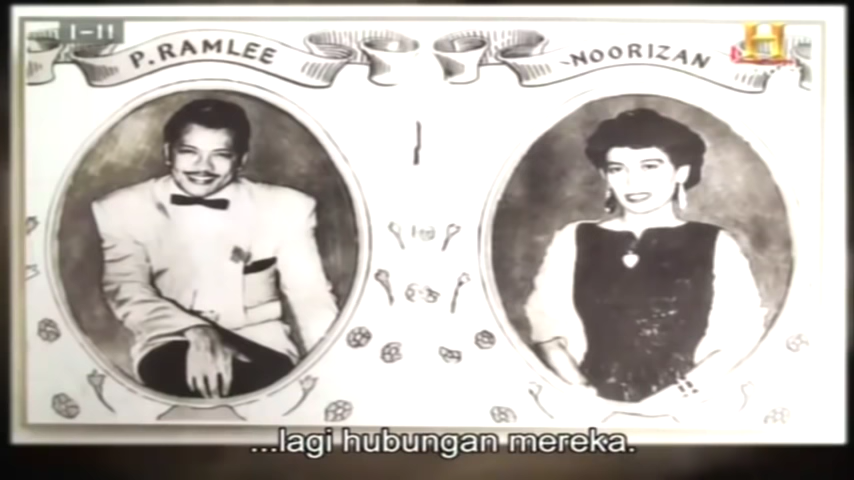 1-11
P.RAMLEE
NOORIZAN
H
...lagi hubungan mereka.